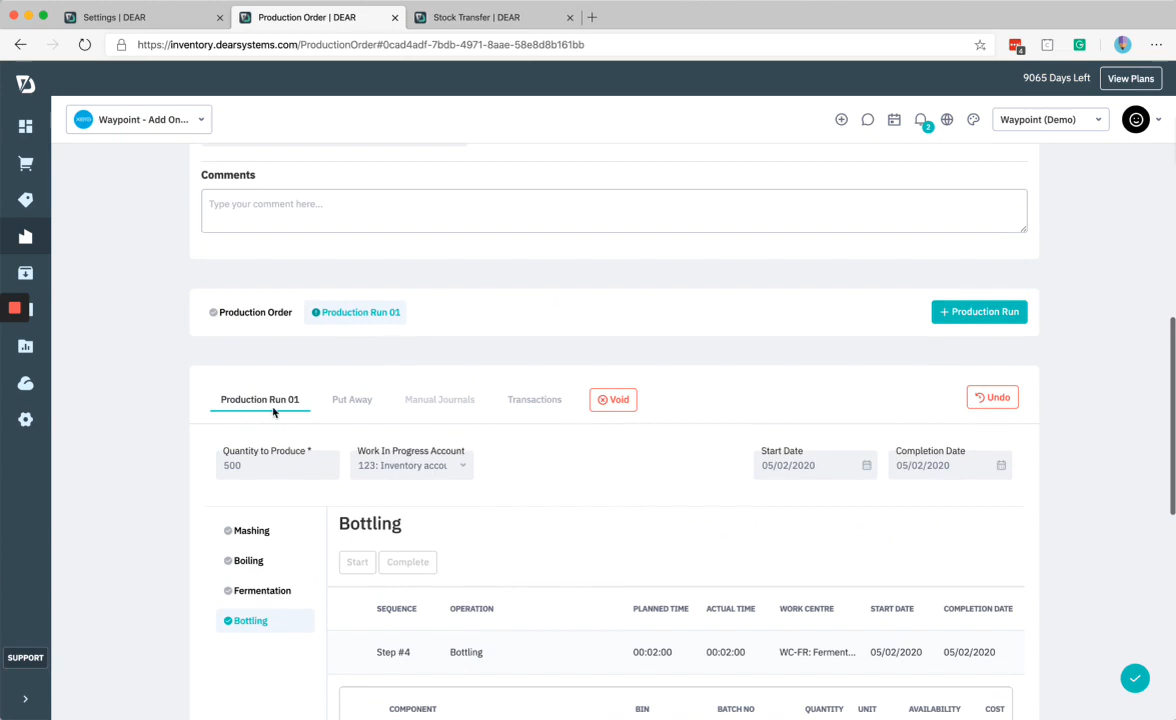 Settings | DEAR
Production Order | DEAR
Stock Transfer | DEAR
https://inventory.dearsystems.com/ProductionOrder#0cad4adf-7bdb-4971-8aae-58e8d8b161bb
4
9065 Days Left
View Plans
Waypoint - Add On...
2
Waypoint (Demo)
Comments
Type your comment here...
Production Order
Production Run 01
+ Production Run
Production Run 01
Put Away
Manual Journals
Transactions
Void
Undo
Quantity to Produce *
500
Work In Progress Account
123: Inventory accou
Start Date
05/02/2020
Completion Date
05/02/2020
Mashing
Boiling
Fermentation
Bottling
Bottling
Start
Complete
SEQUENCE OPERATION PLANNED TIME ACTUAL TIME WORK CENTRE START DATE COMPLETION DATE
Step #4 Bottling 00:02:00 00:02:00 WC-FR: Ferment... 05/02/2020 05/02/2020
COMPONENT BIN BATCH NO QUANTITY UNIT AVAILABILITY COST
SUPPORT